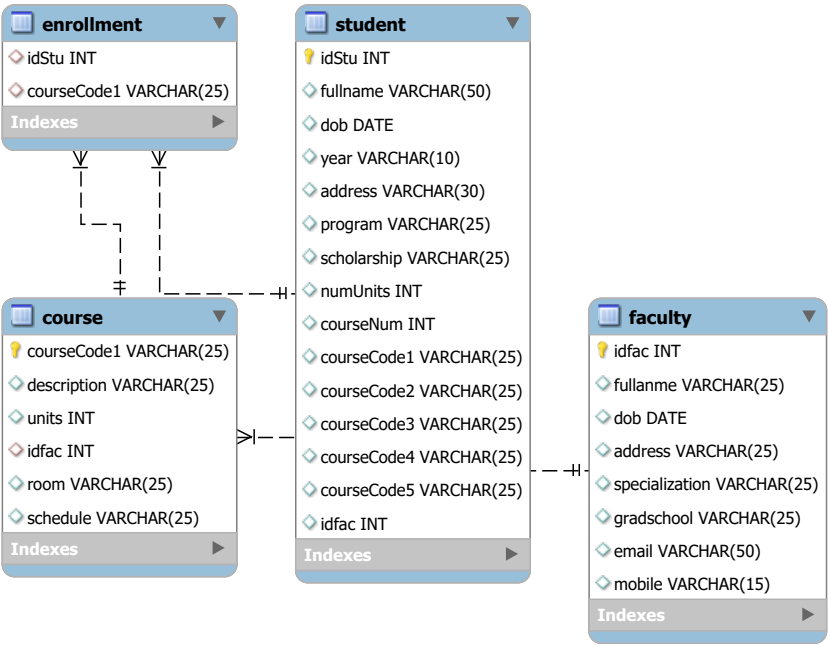 enrollment
idStu INT
courseCode1 VARCHAR(25)
Indexes
student
idStu INT
fullname VARCHAR(50)
dob DATE
year VARCHAR(10)
address VARCHAR(30)
program VARCHAR(25)
scholarship VARCHAR(25)
numUnits INT
courseNum INT
courseCode1 VARCHAR(25)
courseCode2 VARCHAR(25)
courseCode3 VARCHAR(25)
courseCode4 VARCHAR(25)
courseCode5 VARCHAR(25)
idfac INT
Indexes
course
courseCode1 VARCHAR(25)
description VARCHAR(25)
units INT
idfac INT
room VARCHAR(25)
schedule VARCHAR(25)
Indexes
faculty
idfac INT
fullanme VARCHAR(25)
dob DATE
address VARCHAR(25)
specialization VARCHAR(25)
gradschool VARCHAR(25)
email VARCHAR(50)
mobile VARCHAR(15)
Indexes